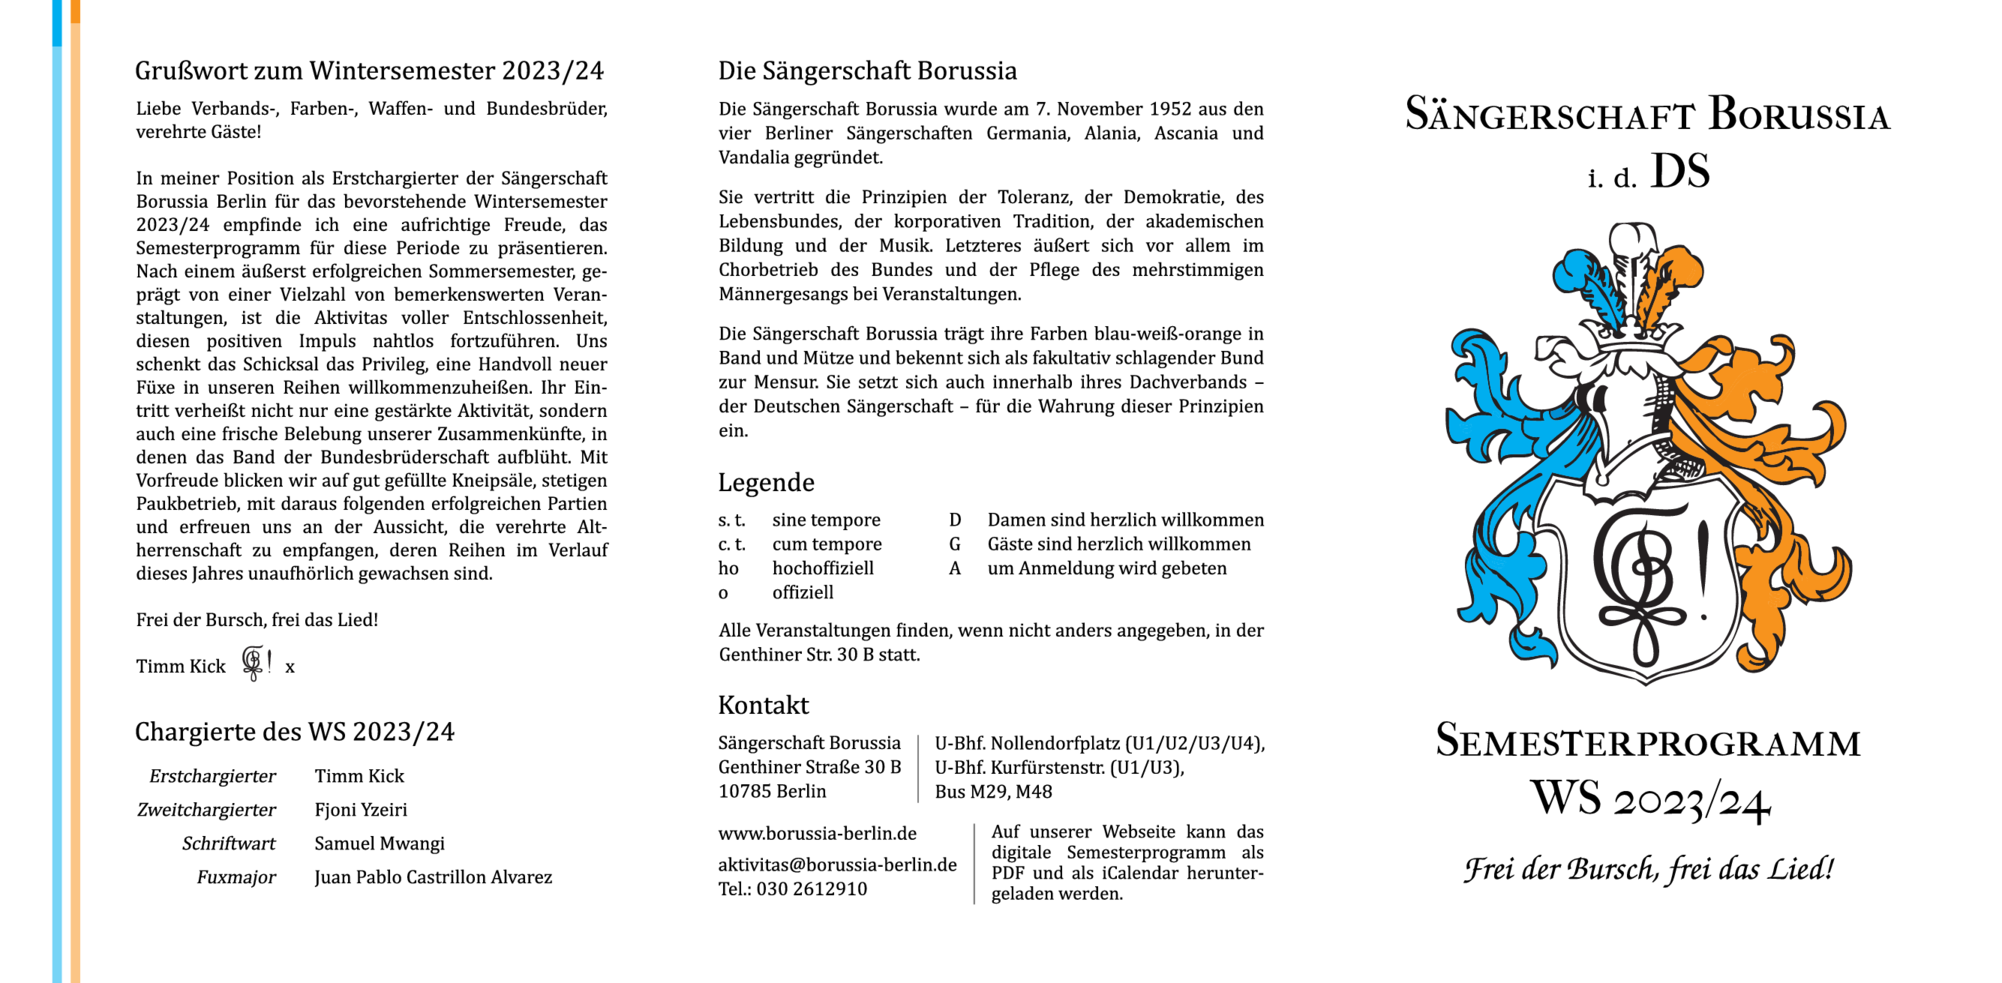 Grußwort zum Wintersemester 2023/24
Liebe Verbands-, Farben-, Waffen- und Bundesbrüder,
verehrte Gäste!
In meiner Position als Erstchargierter der Sängerschaft
Borussia Berlin für das bevorstehende Wintersemester
2023/24 empfinde ich eine aufrichtige Freude, das
Semesterprogramm für diese Periode zu präsentieren.
Nach einem äußerst erfolgreichen Sommersemester, ge-
prägt von einer Vielzahl von bemerkenswerten Veran-
staltungen, ist die Aktivitas voller Entschlossenheit,
diesen positiven Impuls nahtlos fortzuführen. Uns
schenkt das Schicksal das Privileg, eine Handvoll neuer
Füxe in unseren Reihen willkommenzuheißen. Ihr Ein-
tritt verheißt nicht nur eine gestärkte Aktivität, sondern
auch eine frische Belebung unserer Zusammenkünfte, in
denen das Band der Bundesbrüderschaft aufblüht. Mit
Vorfreude blicken wir auf gut gefüllte Kneipsäle, stetigen
Paukbetrieb, mit daraus folgenden erfolgreichen Partien
und erfreuen uns an der Aussicht, die verehrte Alt-
herrenschaft zu empfangen, deren Reihen im Verlauf
dieses Jahres unaufhörlich gewachsen sind.
Frei der Bursch, frei das Lied!
Timm Kick ! x
Chargierte des WS 2023/24
Erstchargierter Timm Kick
Zweitchargierter Fjoni Yzeiri
Schriftwart Samuel Mwangi
Fuxmajor Juan Pablo Castrillon Alvarez
Die Sängerschaft Borussia
Die Sängerschaft Borussia wurde am 7. November 1952 aus den
vier Berliner Sängerschaften Germania, Alania, Ascania und
Vandalia gegründet.
Sie vertritt die Prinzipien der Toleranz, der Demokratie, des
Lebensbundes, der korporativen Tradition, der akademischen
Bildung und der Musik. Letzteres äußert sich vor allem im
Chorbetrieb des Bundes und der Pflege des mehrstimmigen
Männergesangs bei Veranstaltungen.
Die Sängerschaft Borussia trägt ihre Farben blau-weiß-orange in
Band und Mütze und bekennt sich als fakultativ schlagender Bund
zur Mensur. Sie setzt sich auch innerhalb ihres Dachverbands –
der Deutschen Sängerschaft – für die Wahrung dieser Prinzipien
ein.
Legende
s. t. sine tempore D Damen sind herzlich willkommen
c. t. cum tempore G Gäste sind herzlich willkommen
ho hochoffiziell A um Anmeldung wird gebeten
o offiziell
Alle Veranstaltungen finden, wenn nicht anders angegeben, in der
Genthiner Str. 30 B statt.
Kontakt
Sängerschaft Borussia
Genthiner Straße 30 B
10785 Berlin
U-Bhf. Nollendorfplatz (U1/U2/U3/U4),
U-Bhf. Kurfürstenstr. (U1/U3),
Bus M29, M48
www.borussia-berlin.de
aktivitas@borussia-berlin.de
Tel.: 030 2612910
Auf unserer Webseite kann das
digitale Semesterprogramm als
PDF und als iCalendar herunter-
geladen werden.
Sängerschaft Borussia
i. d. DS
!
Semesterprogramm
WS 2023/24
Frei der Bursch, frei das Lied!